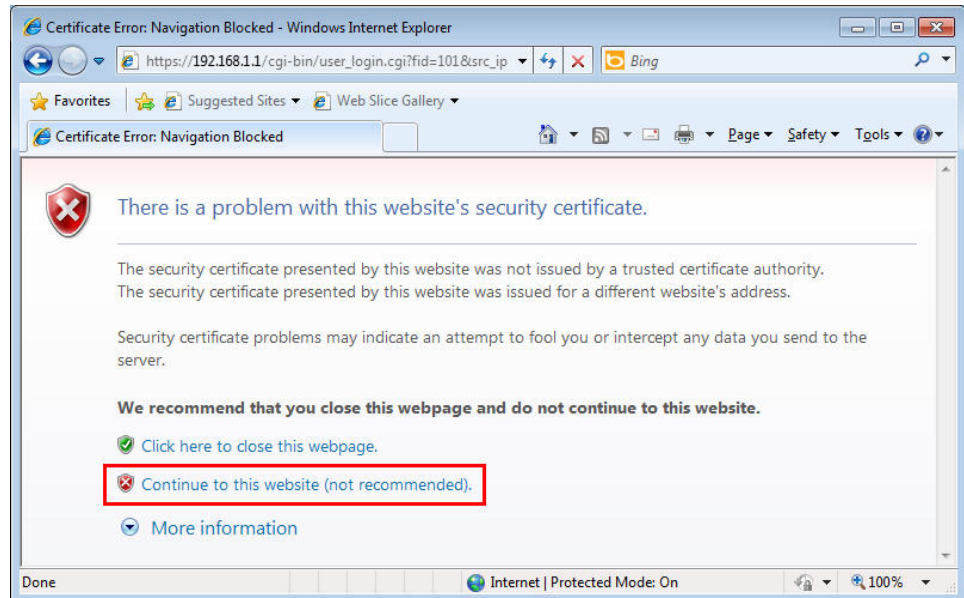 Certificate Error: Navigation Blocked - Windows Internet Explorer
https://192.168.1.1/cgi-bin/user_login.cgi?fid=101&src_ip
Bing
Favorites
Suggested Sites
Web Slice Gallery
Certificate Error: Navigation Blocked
Page
Safety
Tools
There is a problem with this website's security certificate.
The security certificate presented by this website was not issued by a trusted certificate authority.
The security certificate presented by this website was issued for a different website's address.
Security certificate problems may indicate an attempt to fool you or intercept any data you send to the
server.
We recommend that you close this webpage and do not continue to this website.
Click here to close this webpage.
Continue to this website (not recommended).
More information
Done
Internet | Protected Mode: On
100%